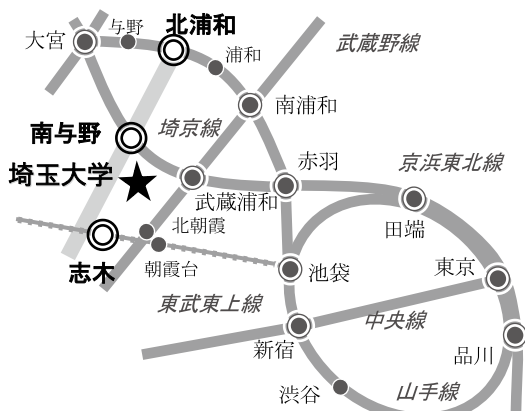 北浦和
与野
大宮
浦和
武蔵野線
南浦和
埼京線
南与野
赤羽
京浜東北線
埼玉大学
武蔵浦和
北朝霞
田端
志木
朝霞台
池袋
東京
東武東上線
中央線
新宿
品川
渋谷
山手線